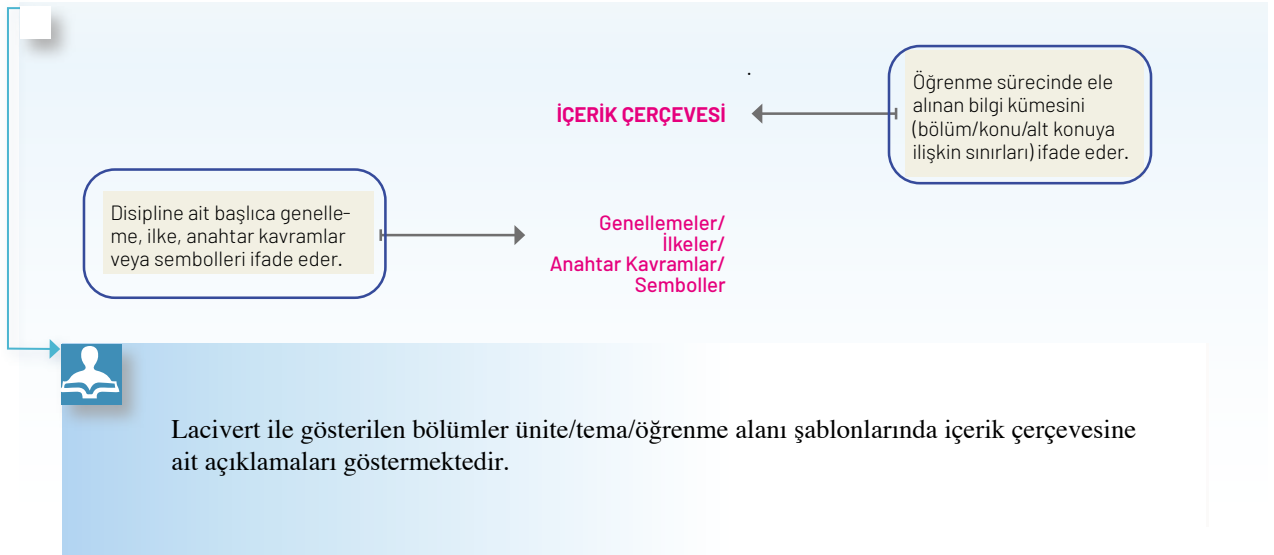 İÇERİK ÇERÇEVESİ
Öğrenme sürecinde ele
alınan bilgi kümesini
(bölüm/konu/alt konuya
ilişkin sınırları) ifade eder.
Disipline ait başlıca genelle-
me, ilke, anahtar kavramlar
veya sembolleri ifade eder.
Genellemeler/
İlkeler/
Anahtar Kavramlar/
Semboller
Lacivert ile gösterilen bölümler ünite/tema/öğrenme alanı şablonlarında içerik çerçevesine
ait açıklamaları göstermektedir.